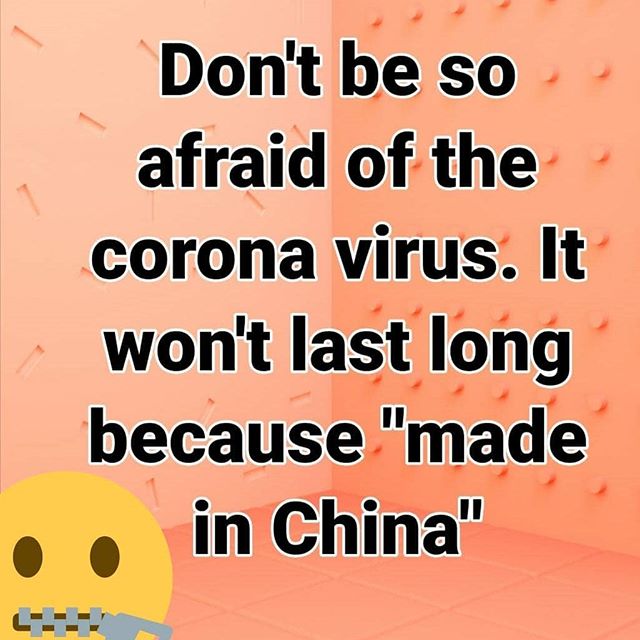 Don't be so
afraid of the
corona virus. It
won't last long
because "made
in China"